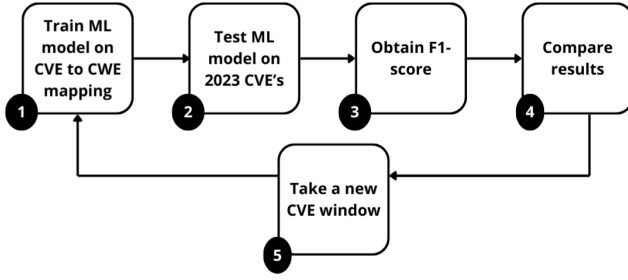 Train ML
model on
CVE to CWE
mapping
1
Test ML
model on
2023 CVE's
2
Obtain F1-
score
3
Compare
results
4
Take a new
CVE window
5